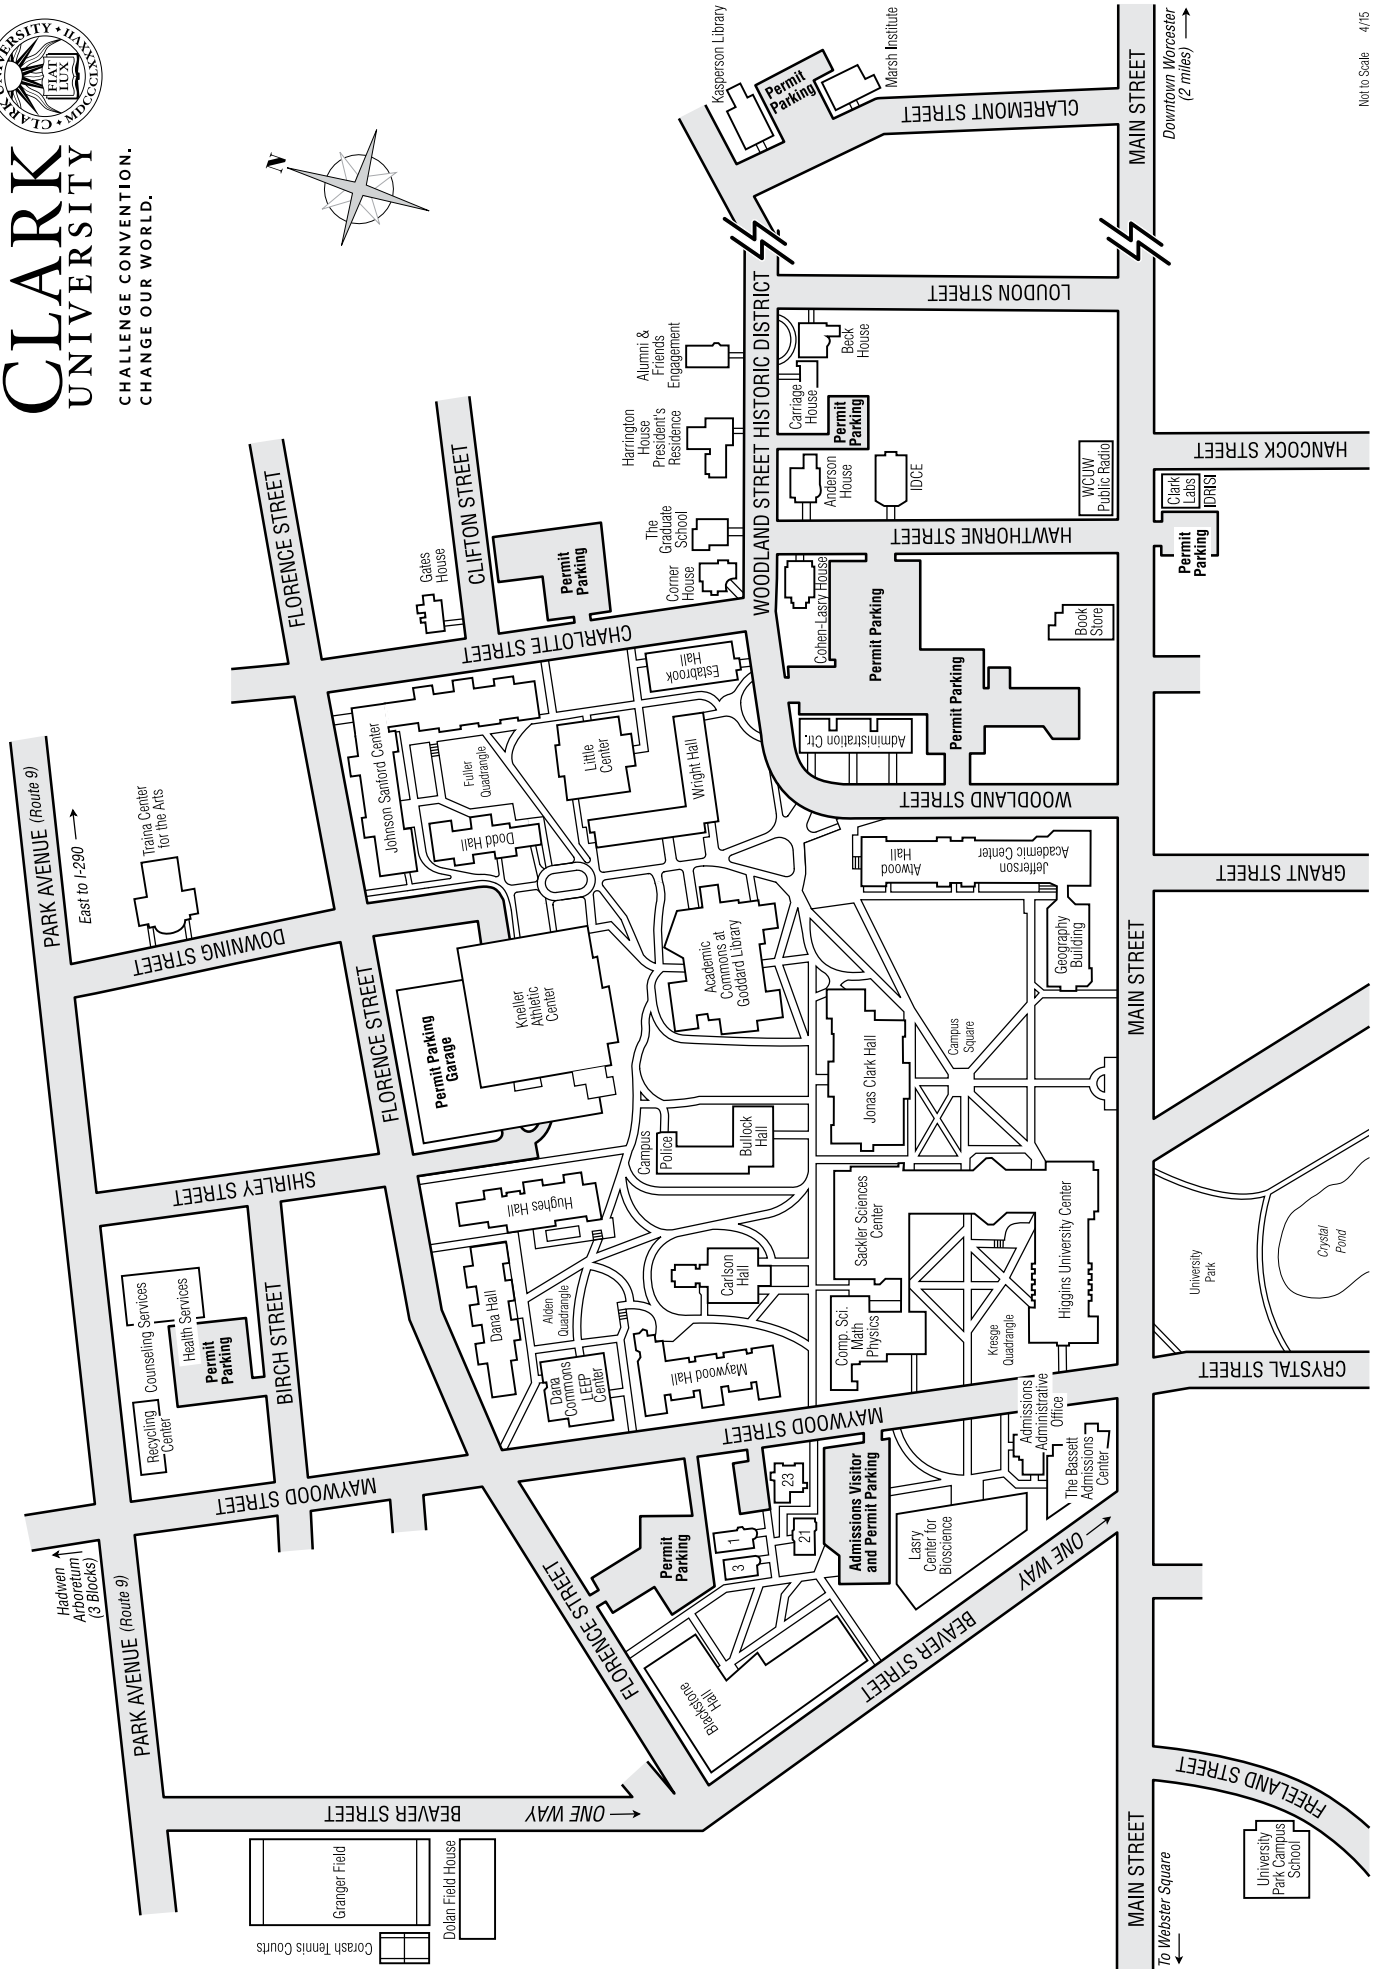 CLARK
UNIVERSITY
CHALLENGE CONVENTION.
CHANGE OUR WORLD.
CLARK UNIVERSITY • MDCCCLXXXVII •
FIAT
LUX
N
Not to Scale 4/15
PARK AVENUE (Route 9)
East to I-290
PARK AVENUE (Route 9)
Hadwen
Arboretum
(3 Blocks)
Traina Center
for the Arts
DOWNING STREET
SHIRLEY STREET
BIRCH STREET
MAYWOOD STREET
Counseling Services
Health Services
Permit
Parking
Recycling
Center
FLORENCE STREET
FLORENCE STREET
FLORENCE STREET
CLIFTON STREET
Gates
House
Permit
Parking
CHARLOTTE STREET
BEAVER STREET
ONE WAY
Granger Field
Corash Tennis Courts
Dolan Field House
Johnson Sanford Center
Fuller
Quadrangle
Dodd Hall
Little
Center
Wright Hall
Estabrook
Hall
Permit Parking
Garage
Kneller
Athletic
Center
Academic
Commons at
Goddard Library
Campus
Police
Bullock
Hall
Hughes Hall
Dana Hall
Alden
Quadrangle
Dana
Commons
LEEP
Center
Carlson
Hall
Maywood Hall
MAYWOOD STREET
Permit
Parking
1
3
21
23
Admissions Visitor
and Permit Parking
Blackstone
Hall
Lasry
Center for
Bioscience
BEAVER STREET
ONE WAY
Admissions
Administrative
Office
The Bassett
Admissions
Center
Comp. Sci.
Math
Physics
Sackler Sciences
Center
Kresge
Quadrangle
Higgins University Center
Jonas Clark Hall
Campus
Square
Geography
Building
Atwood
Hall
Jefferson
Academic Center
WOODLAND STREET
Administration Ctr.
Permit Parking
Permit Parking
Cohen-Lasry House
Book
Store
WOODLAND STREET HISTORIC DISTRICT
Corner
House
The
Graduate
School
Harrington
House
President's
Residence
Alumni &
Friends
Engagement
Anderson
House
IDCE
Carriage
House
Permit
Parking
Beck
House
WCUW
Public Radio
HAWTHORNE STREET
LOUDON STREET
CLAREMONT STREET
Kasperson Library
Permit
Parking
Marsh Institute
MAIN STREET
Downtown Worcester
(2 miles)
HANCOCK STREET
Clark
Labs
IDRISI
Permit
Parking
GRANT STREET
MAIN STREET
University
Park
Crystal
Pond
CRYSTAL STREET
FREELAND STREET
University
Park Campus
School
MAIN STREET
To Webster Square